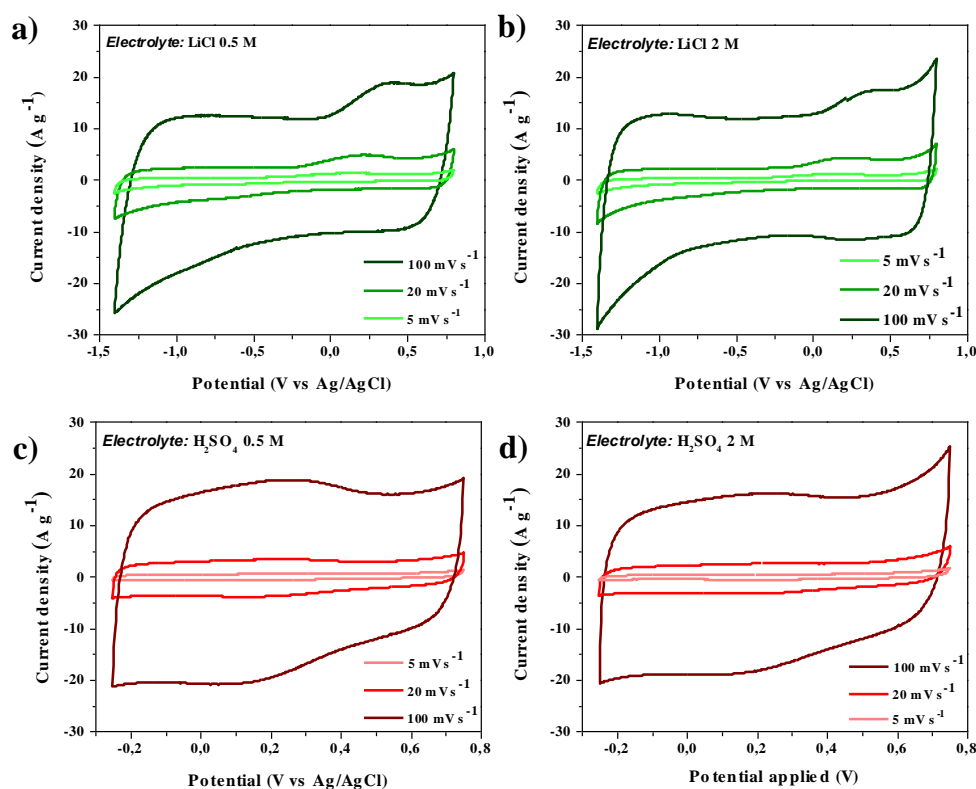 a)
Electrolyte: LiCl 0.5 M
Current density (A g⁻¹)
30
20
10
0
-10
-20
-30
100 mV s⁻¹
20 mV s⁻¹
5 mV s⁻¹
-1,5 -1,0 -0,5 0,0 0,5 1,0
Potential (V vs Ag/AgCl)
b)
Electrolyte: LiCl 2 M
Current density (A g⁻¹)
30
20
10
0
-10
-20
-30
5 mV s⁻¹
20 mV s⁻¹
100 mV s⁻¹
-1,5 -1,0 -0,5 0,0 0,5 1,0
Potential (V vs Ag/AgCl)
c)
Electrolyte: H₂SO₄ 0.5 M
Current density (A g⁻¹)
30
20
10
0
-10
-20
-30
5 mV s⁻¹
20 mV s⁻¹
100 mV s⁻¹
-0,2 0,0 0,2 0,4 0,6 0,8
Potential (V vs Ag/AgCl)
d)
Electrolyte: H₂SO₄ 2 M
Current density (A g⁻¹)
30
20
10
0
-10
-20
-30
100 mV s⁻¹
20 mV s⁻¹
5 mV s⁻¹
-0,2 0,0 0,2 0,4 0,6 0,8
Potential applied (V)